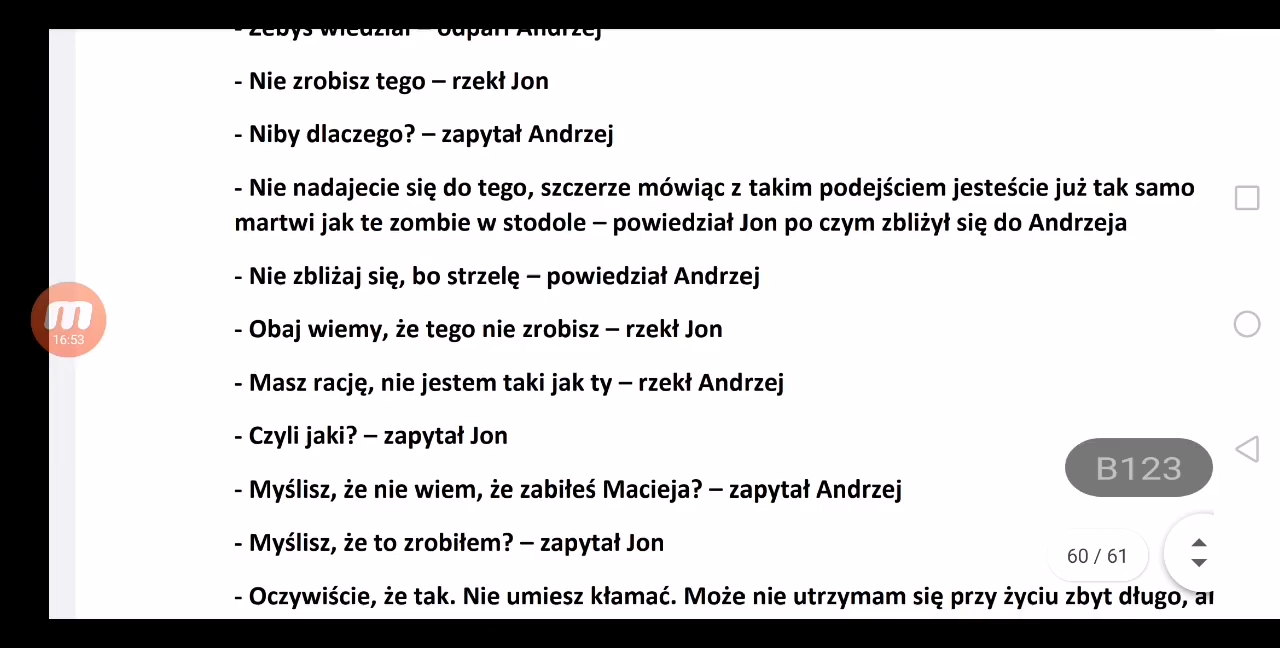 - Żebyś wiedział – odparł Andrzej
- Nie zrobisz tego – rzekł Jon
- Niby dlaczego? – zapytał Andrzej
- Nie nadajecie się do tego, szczerze mówiąc z takim podejściem jesteście już tak samo
martwi jak te zombie w stodole – powiedział Jon po czym zbliżył się do Andrzeja
- Nie zbliżaj się, bo strzelę – powiedział Andrzej
- Obaj wiemy, że tego nie zrobisz – rzekł Jon
- Masz rację, nie jestem taki jak ty – rzekł Andrzej
- Czyli jaki? – zapytał Jon
- Myślisz, że nie wiem, że zabiłeś Macieja? – zapytał Andrzej
- Myślisz, że to zrobiłem? – zapytał Jon
- Oczywiście, że tak. Nie umiesz kłamać. Może nie utrzymam się przy życiu zbyt długo,
m
16:53
B123
60 / 61